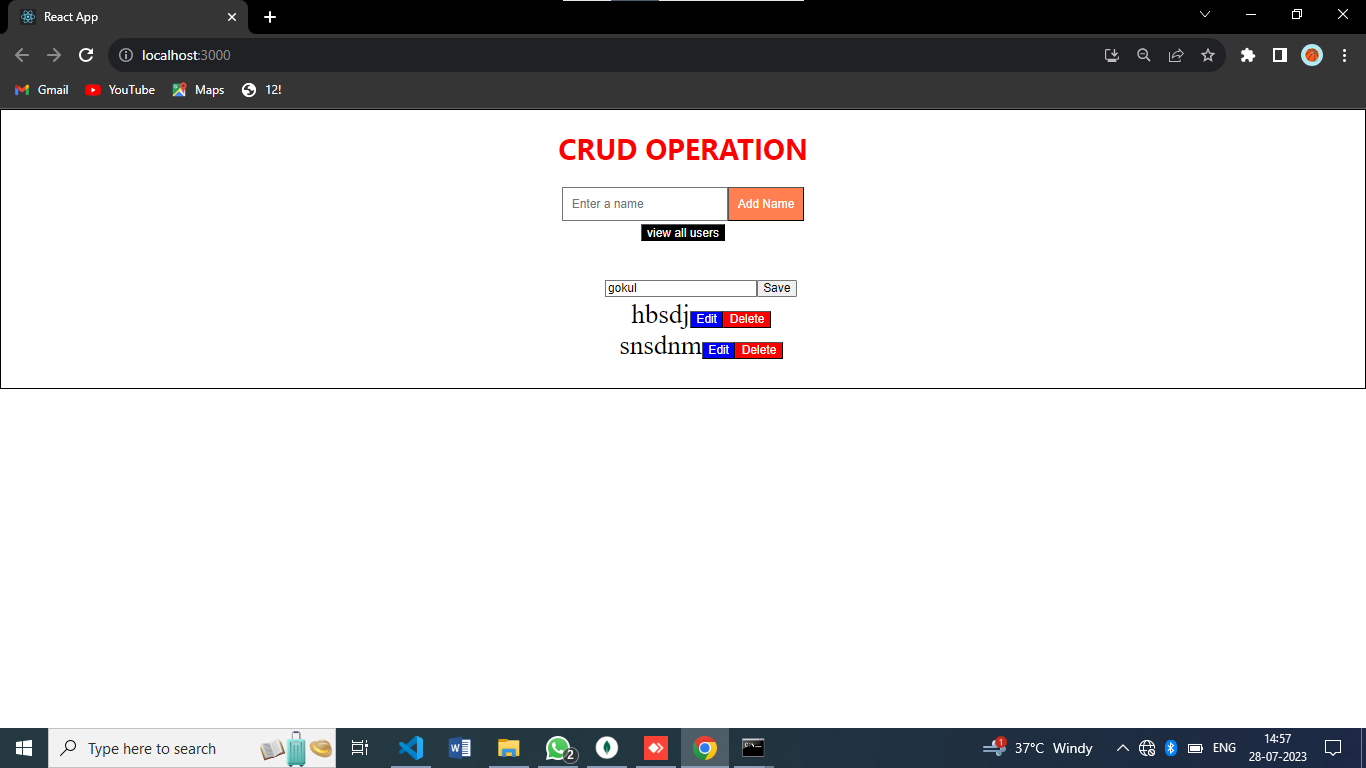 React App
localhost:3000
Gmail
YouTube
Maps
12!
CRUD OPERATION
Enter a name
Add Name
view all users
gokul
Save
hbsdj
Edit
Delete
snsdnm
Edit
Delete
Type here to search
2
1
37°C Windy
ENG
14:57
28-07-2023